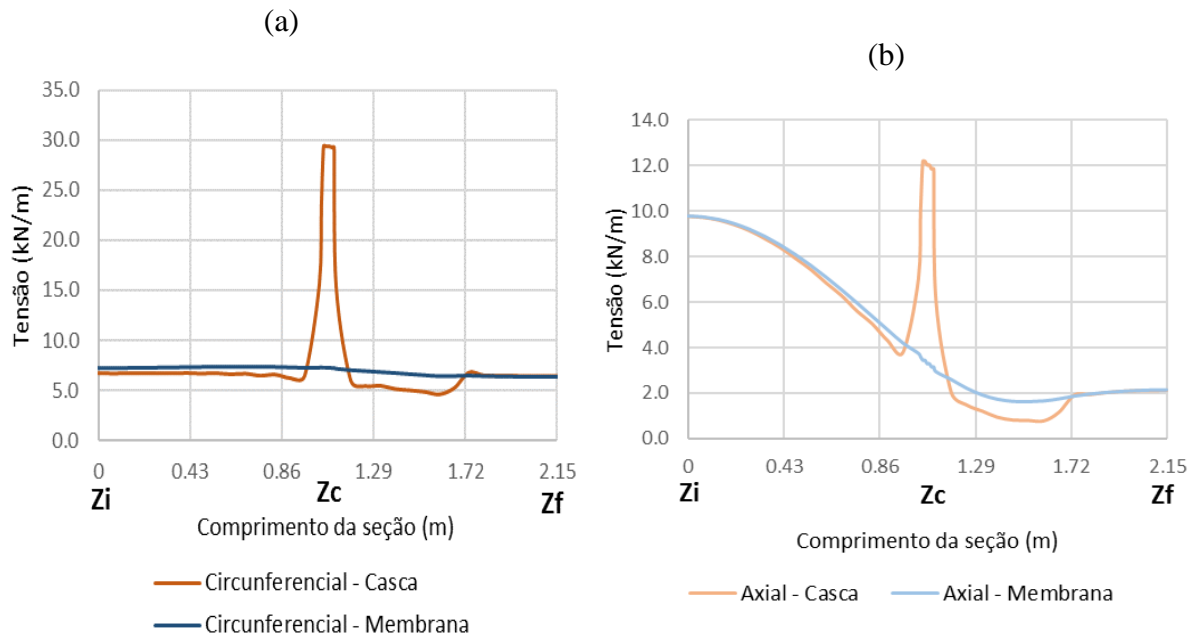 (a)
35.0
30.0
25.0
20.0
15.0
10.0
5.0
0.0
Tensão (kN/m)
0 0.43 0.86 1.29 1.72 2.15
Zi Zc Zf
Comprimento da seção (m)
Circunferencial - Casca
Circunferencial - Membrana
(b)
14.0
12.0
10.0
8.0
6.0
4.0
2.0
0.0
Tensão (kN/m)
0 0.43 0.86 1.29 1.72 2.15
Zi Zc Zf
Comprimento da seção (m)
Axial - Casca Axial - Membrana